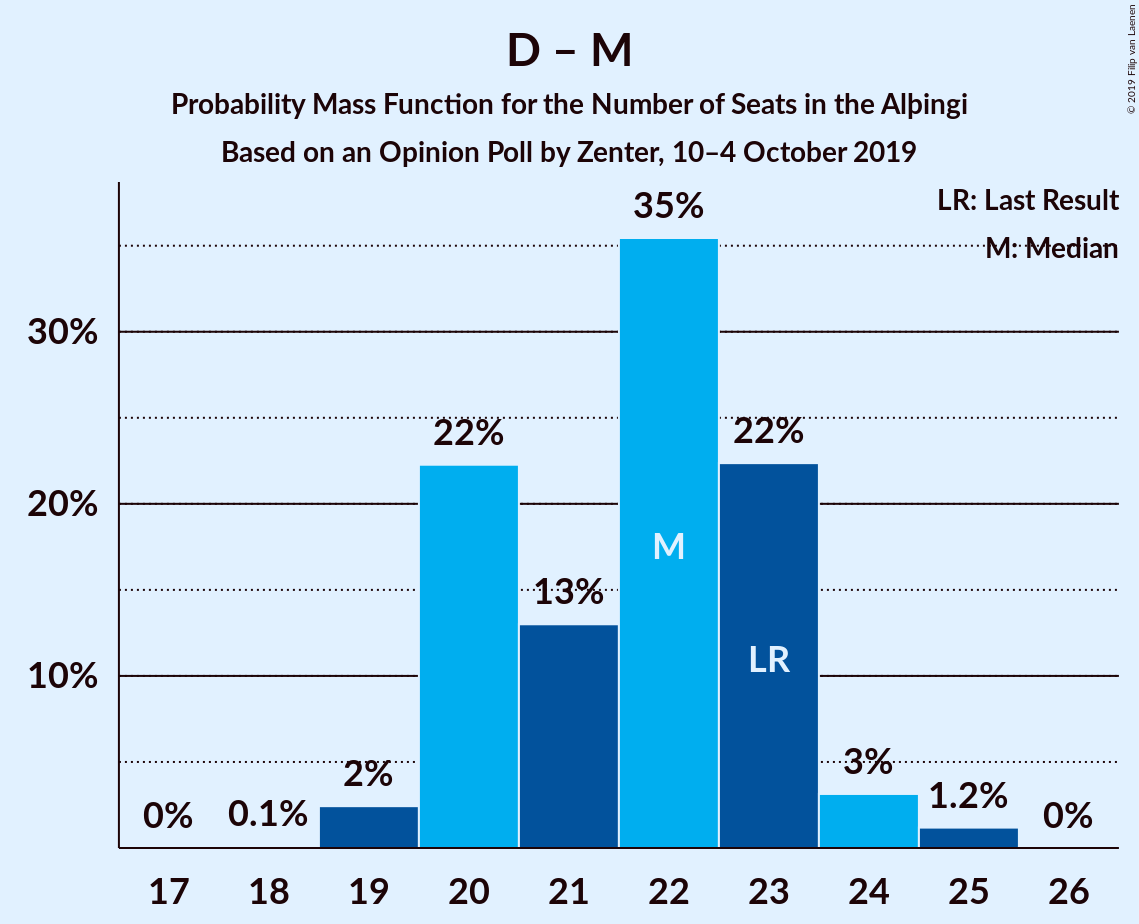 D – M
Probability Mass Function for the Number of Seats in the Alþingi
Based on an Opinion Poll by Zenter, 10–4 October 2019
© 2019 Filip van Laenen
LR: Last Result
M: Median
35%
30%
22%
22%
20%
M
13%
LR
10%
3%
2%
1.2%
0%
0.1%
0%
17 18 19 20 21 22 23 24 25 26